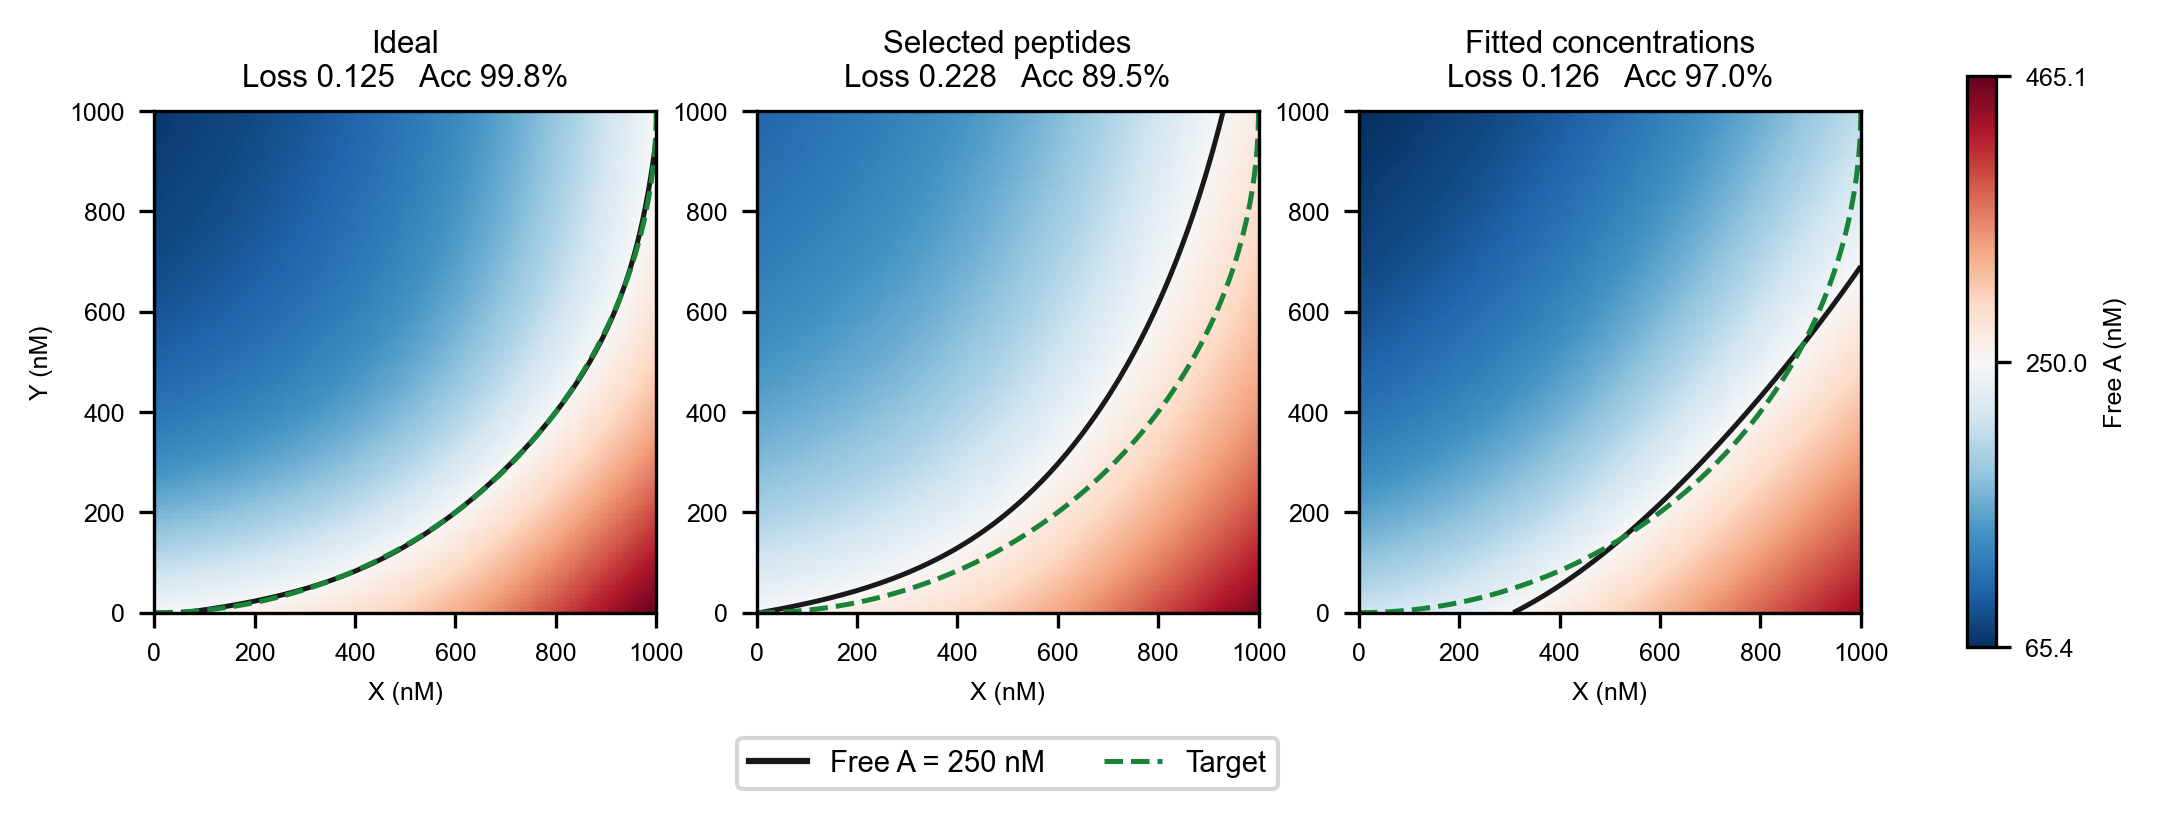 Ideal
Loss 0.125 Acc 99.8%
Selected peptides
Loss 0.228 Acc 89.5%
Fitted concentrations
Loss 0.126 Acc 97.0%
1000
800
600
400
200
0
Y (nM)
0 200 400 600 800 1000
X (nM)
1000
800
600
400
200
0
0 200 400 600 800 1000
X (nM)
1000
800
600
400
200
0
0 200 400 600 800 1000
X (nM)
465.1
250.0
65.4
Free A (nM)
Free A = 250 nM
Target